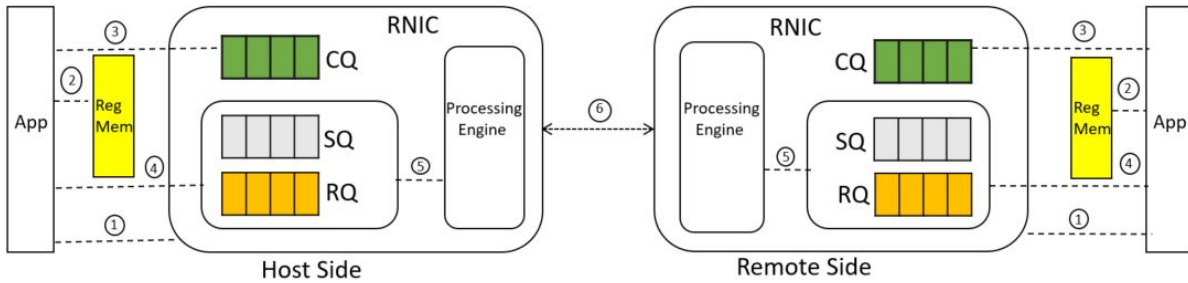 RNIC
③
CQ
②
Reg
Mem
App
Processing
Engine
SQ
④
⑤
RQ
①
Host Side
⑥
RNIC
③
CQ
②
Reg
Mem
App
Processing
Engine
SQ
⑤
④
RQ
①
Remote Side